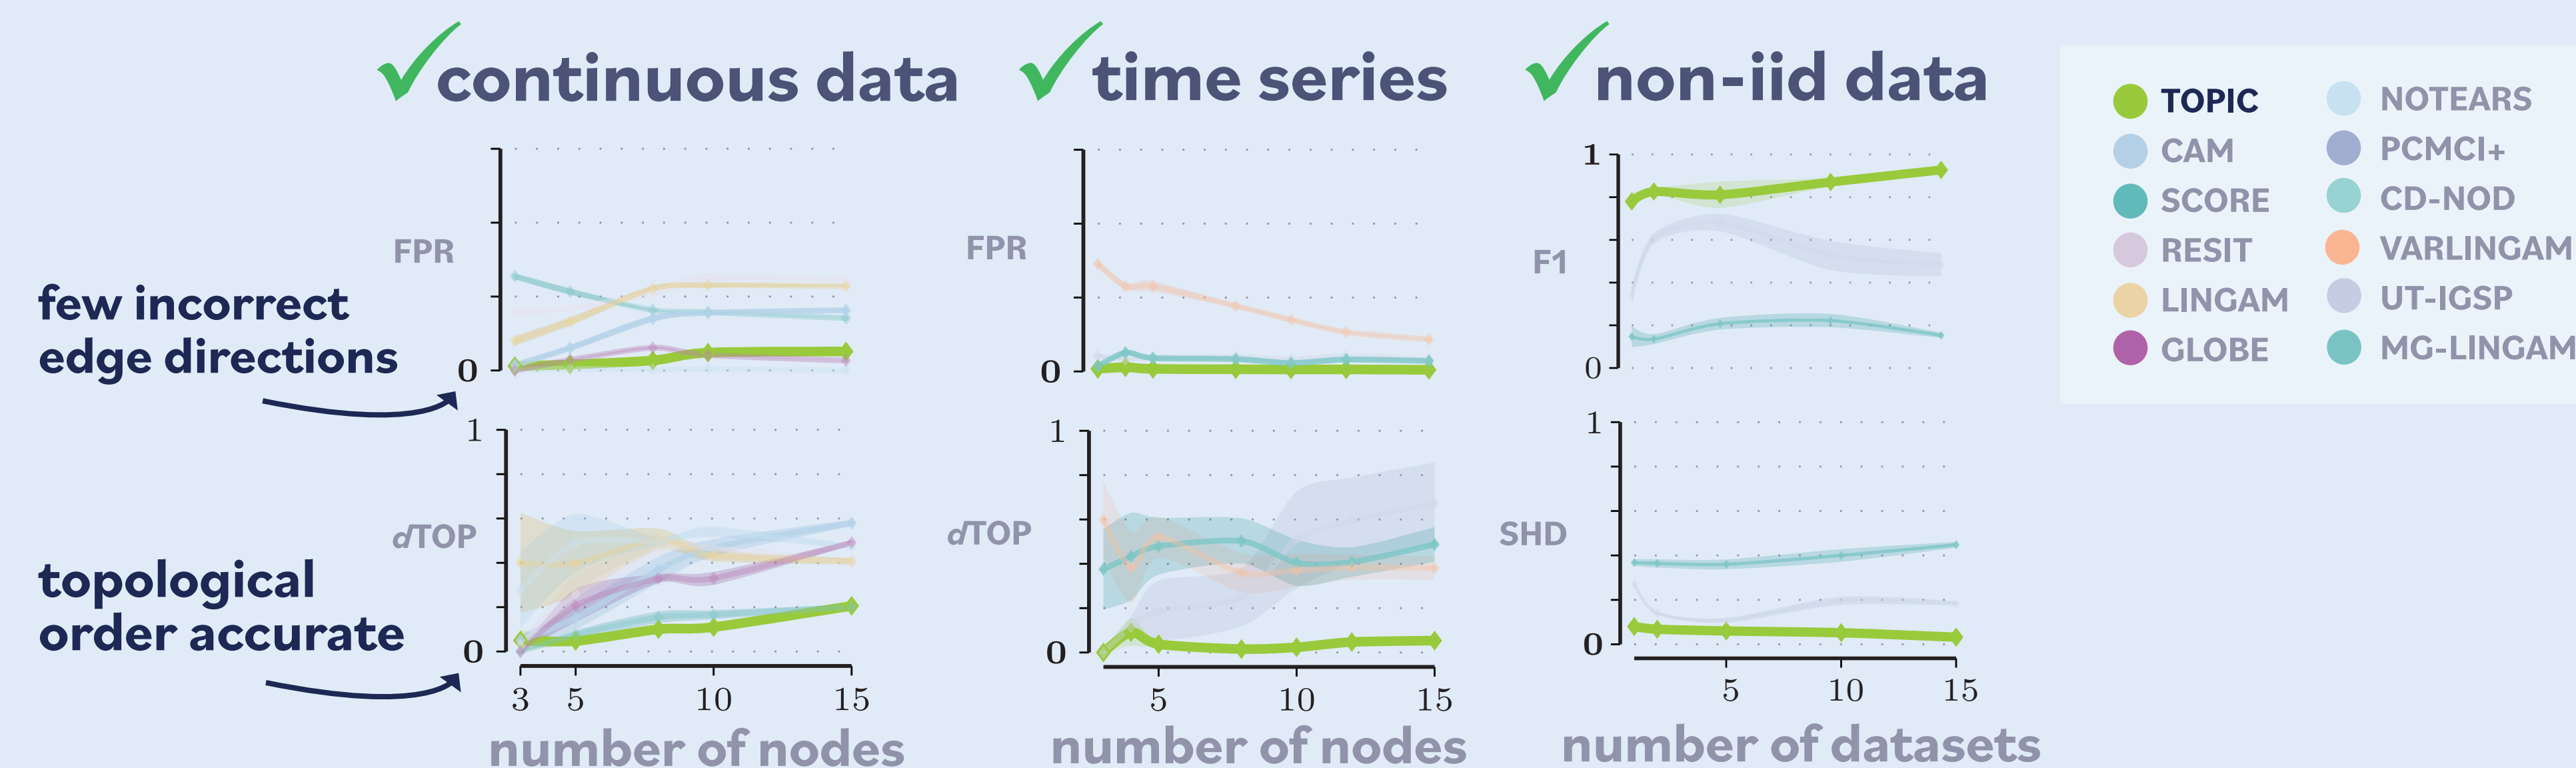 continuous data
time series
non-iid data
TOPIC
CAM
SCORE
RESIT
LINGAM
GLOBE
NOTEARS
PCMCI+
CD-NOD
VARLINGAM
UT-IGSP
MG-LINGAM
few incorrect
edge directions
FPR
0
FPR
0
1
F1
0
topological
order accurate
1
dTOP
0
3 5 10 15
number of nodes
1
dTOP
0
5 10 15
number of nodes
1
SHD
0
5 10 15
number of datasets